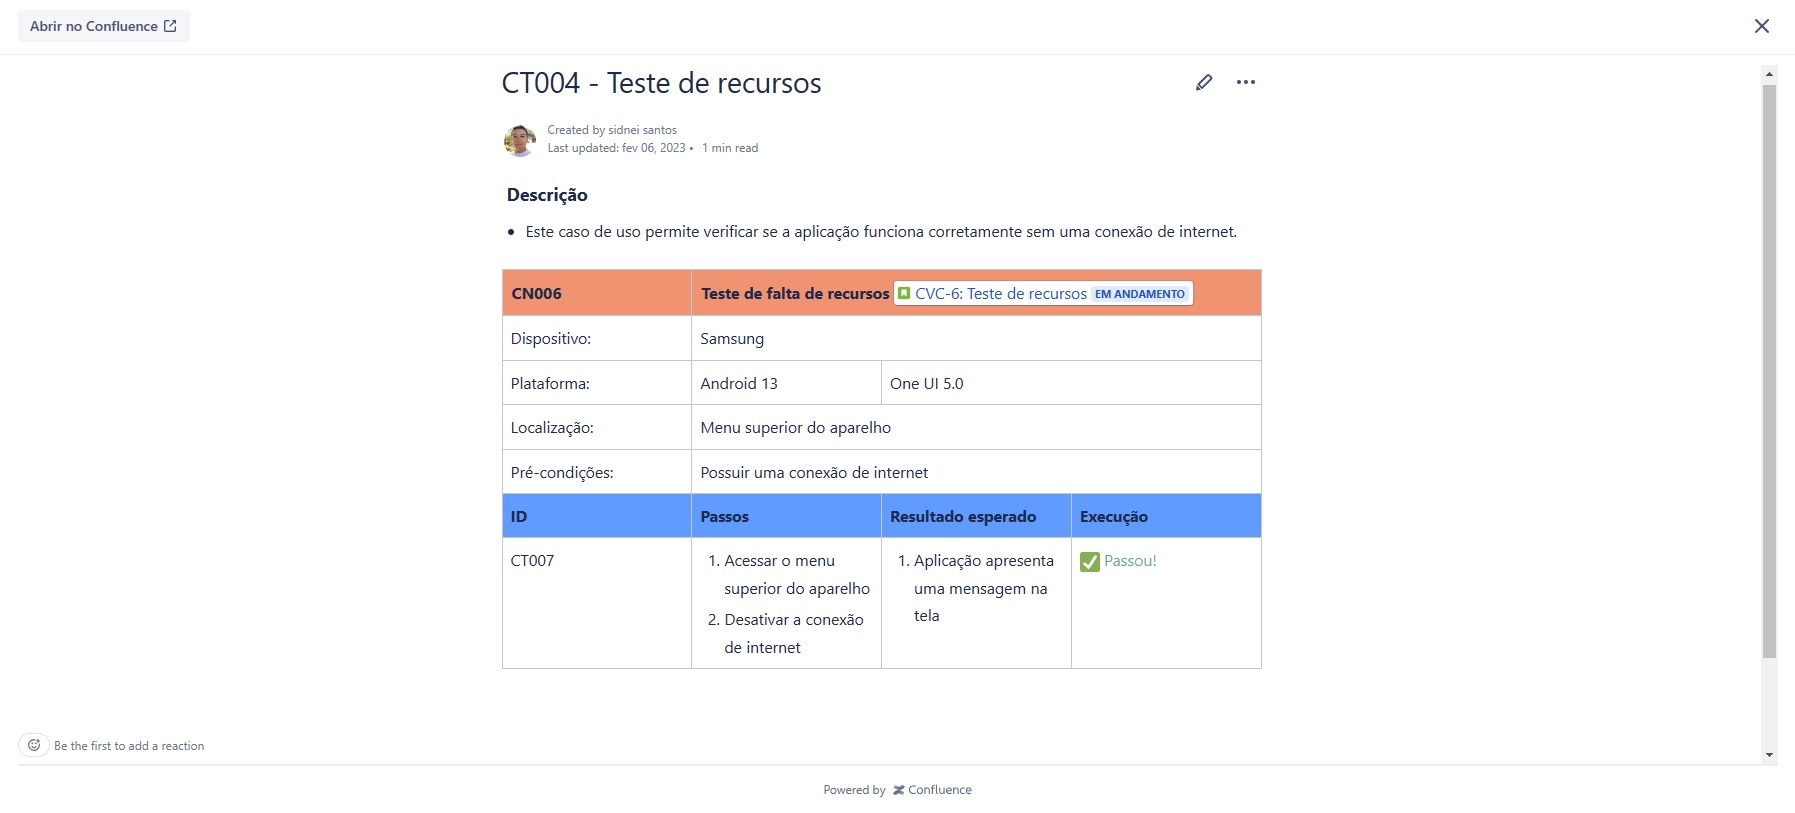 Abrir no Confluence
CT004 - Teste de recursos
Created by sidnei santos
Last updated: fev 06, 2023 • 1 min read
Descrição
• Este caso de uso permite verificar se a aplicação funciona corretamente sem uma conexão de internet.
CN006 Teste de falta de recursos CVC-6: Teste de recursos EM ANDAMENTO
Dispositivo: Samsung
Plataforma: Android 13 One UI 5.0
Localização: Menu superior do aparelho
Pré-condições: Possuir uma conexão de internet
ID Passos Resultado esperado Execução
CT007
1. Acessar o menu
superior do aparelho
2. Desativar a conexão
de internet
1. Aplicação apresenta
uma mensagem na
tela
✅ Passou!
Be the first to add a reaction
Powered by Confluence